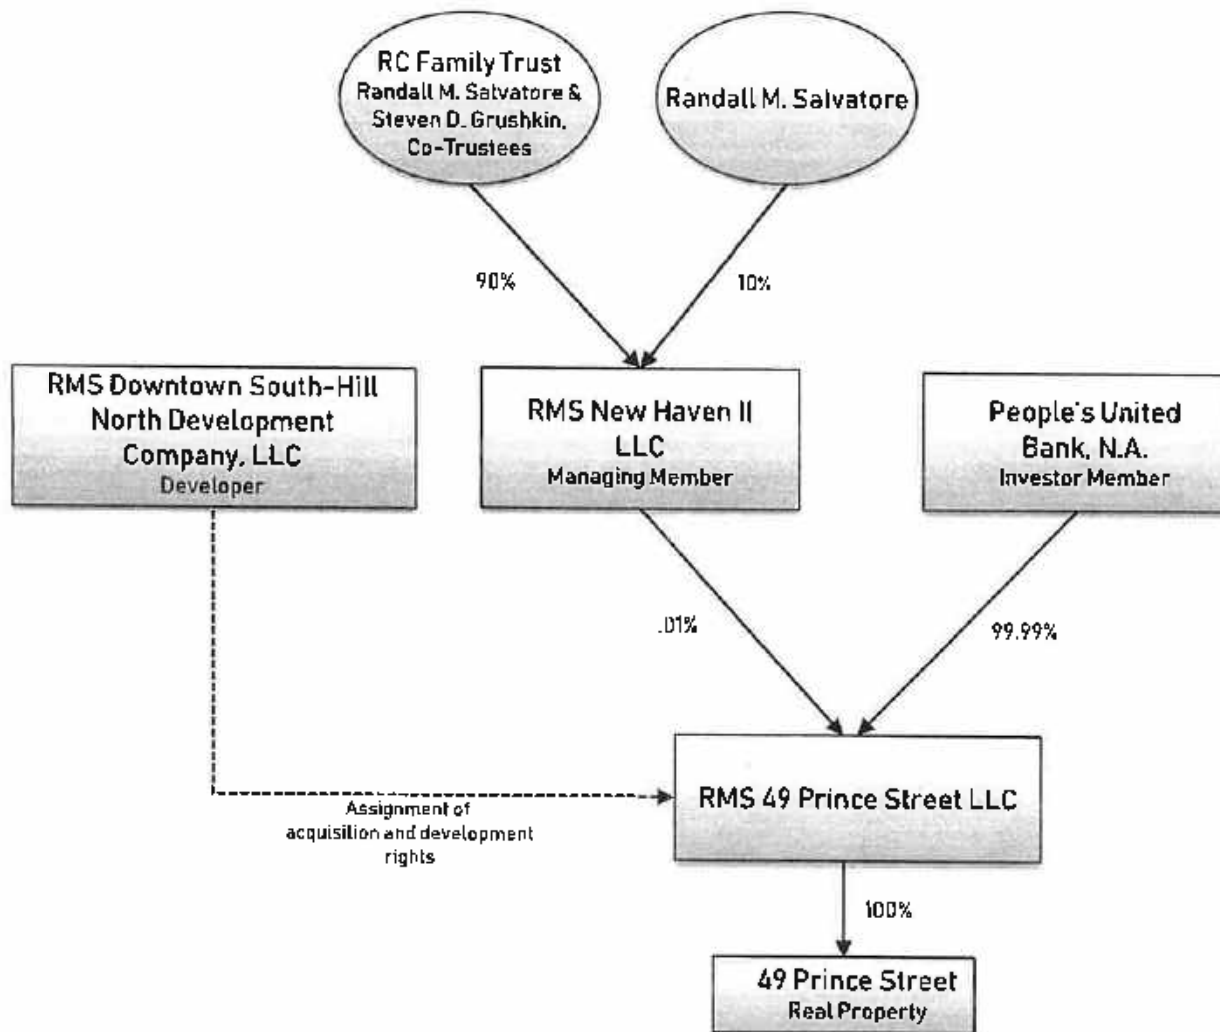 RC Family Trust
Randall M. Salvatore &
Steven D. Grushkin,
Co-Trustees
Randall M. Salvatore
90%
10%
RMS Downtown South-Hill
North Development
Company, LLC
Developer
RMS New Haven II
LLC
Managing Member
People's United
Bank, N.A.
Investor Member
.01%
99.99%
RMS 49 Prince Street LLC
Assignment of
acquisition and development
rights
100%
49 Prince Street
Real Property